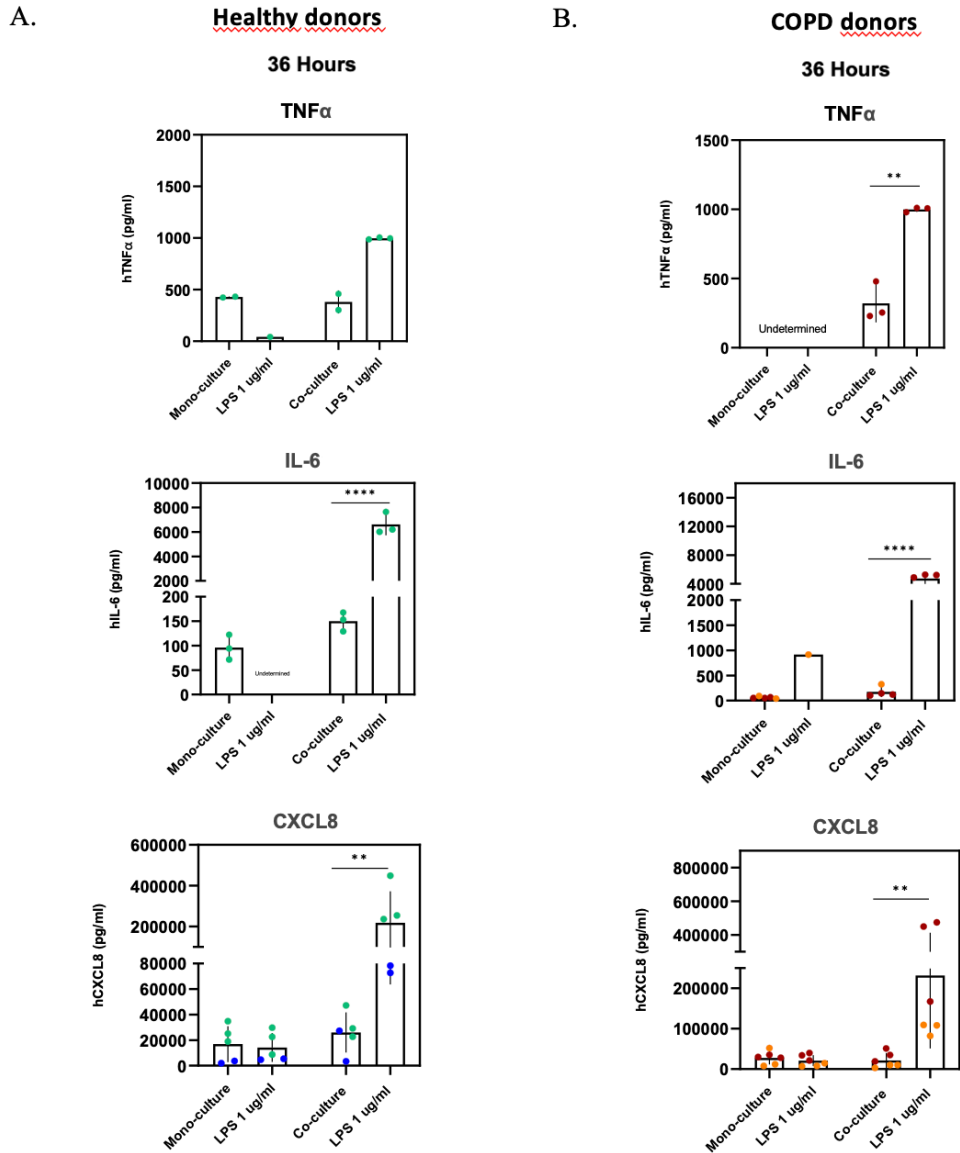 A.
Healthy donors
36 Hours
TNFα
hTNFα (pg/ml)
2000
1500
1000
500
0
Mono-culture
LPS 1 ug/ml
Co-culture
LPS 1 ug/ml
IL-6
hIL-6 (pg/ml)
10000
8000
6000
4000
2000
200
150
100
50
0
****
Undetermined
Mono-culture
LPS 1 ug/ml
Co-culture
LPS 1 ug/ml
CXCL8
hCXCL8 (pg/ml)
600000
400000
200000
80000
60000
40000
20000
0
**
Mono-culture
LPS 1 ug/ml
Co-culture
LPS 1 ug/ml
B.
COPD donors
36 Hours
TNFα
hTNFα (pg/ml)
1500
1000
500
0
**
Undetermined
Mono-culture
LPS 1 ug/ml
Co-culture
LPS 1 ug/ml
IL-6
hIL-6 (pg/ml)
16000
12000
8000
4000
2000
1500
1000
500
0
****
Mono-culture
LPS 1 ug/ml
Co-culture
LPS 1 ug/ml
CXCL8
hCXCL8 (pg/ml)
800000
600000
400000
200000
100000
0
**
Mono-culture
LPS 1 ug/ml
Co-culture
LPS 1 ug/ml